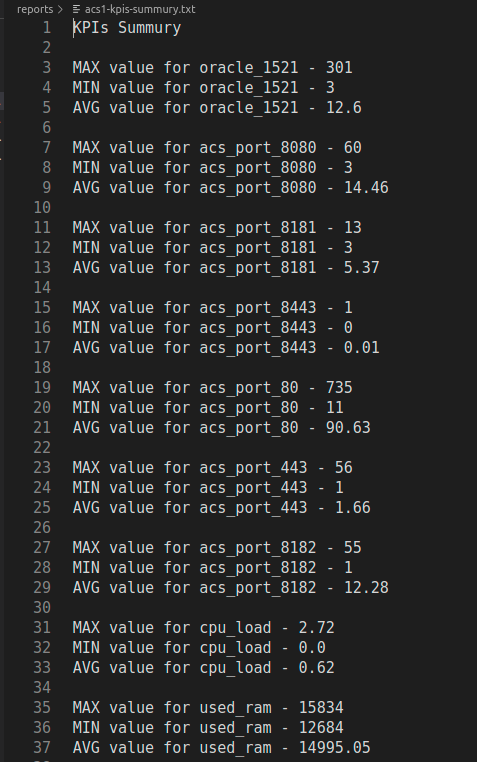 reports > acs1-kpis-summury.txt
1 KPIs Summury
2
3 MAX value for oracle_1521 - 301
4 MIN value for oracle_1521 - 3
5 AVG value for oracle_1521 - 12.6
6
7 MAX value for acs_port_8080 - 60
8 MIN value for acs_port_8080 - 3
9 AVG value for acs_port_8080 - 14.46
10
11 MAX value for acs_port_8181 - 13
12 MIN value for acs_port_8181 - 3
13 AVG value for acs_port_8181 - 5.37
14
15 MAX value for acs_port_8443 - 1
16 MIN value for acs_port_8443 - 0
17 AVG value for acs_port_8443 - 0.01
18
19 MAX value for acs_port_80 - 735
20 MIN value for acs_port_80 - 11
21 AVG value for acs_port_80 - 90.63
22
23 MAX value for acs_port_443 - 56
24 MIN value for acs_port_443 - 1
25 AVG value for acs_port_443 - 1.66
26
27 MAX value for acs_port_8182 - 55
28 MIN value for acs_port_8182 - 1
29 AVG value for acs_port_8182 - 12.28
30
31 MAX value for cpu_load - 2.72
32 MIN value for cpu_load - 0.0
33 AVG value for cpu_load - 0.62
34
35 MAX value for used_ram - 15834
36 MIN value for used_ram - 12684
37 AVG value for used_ram - 14995.05